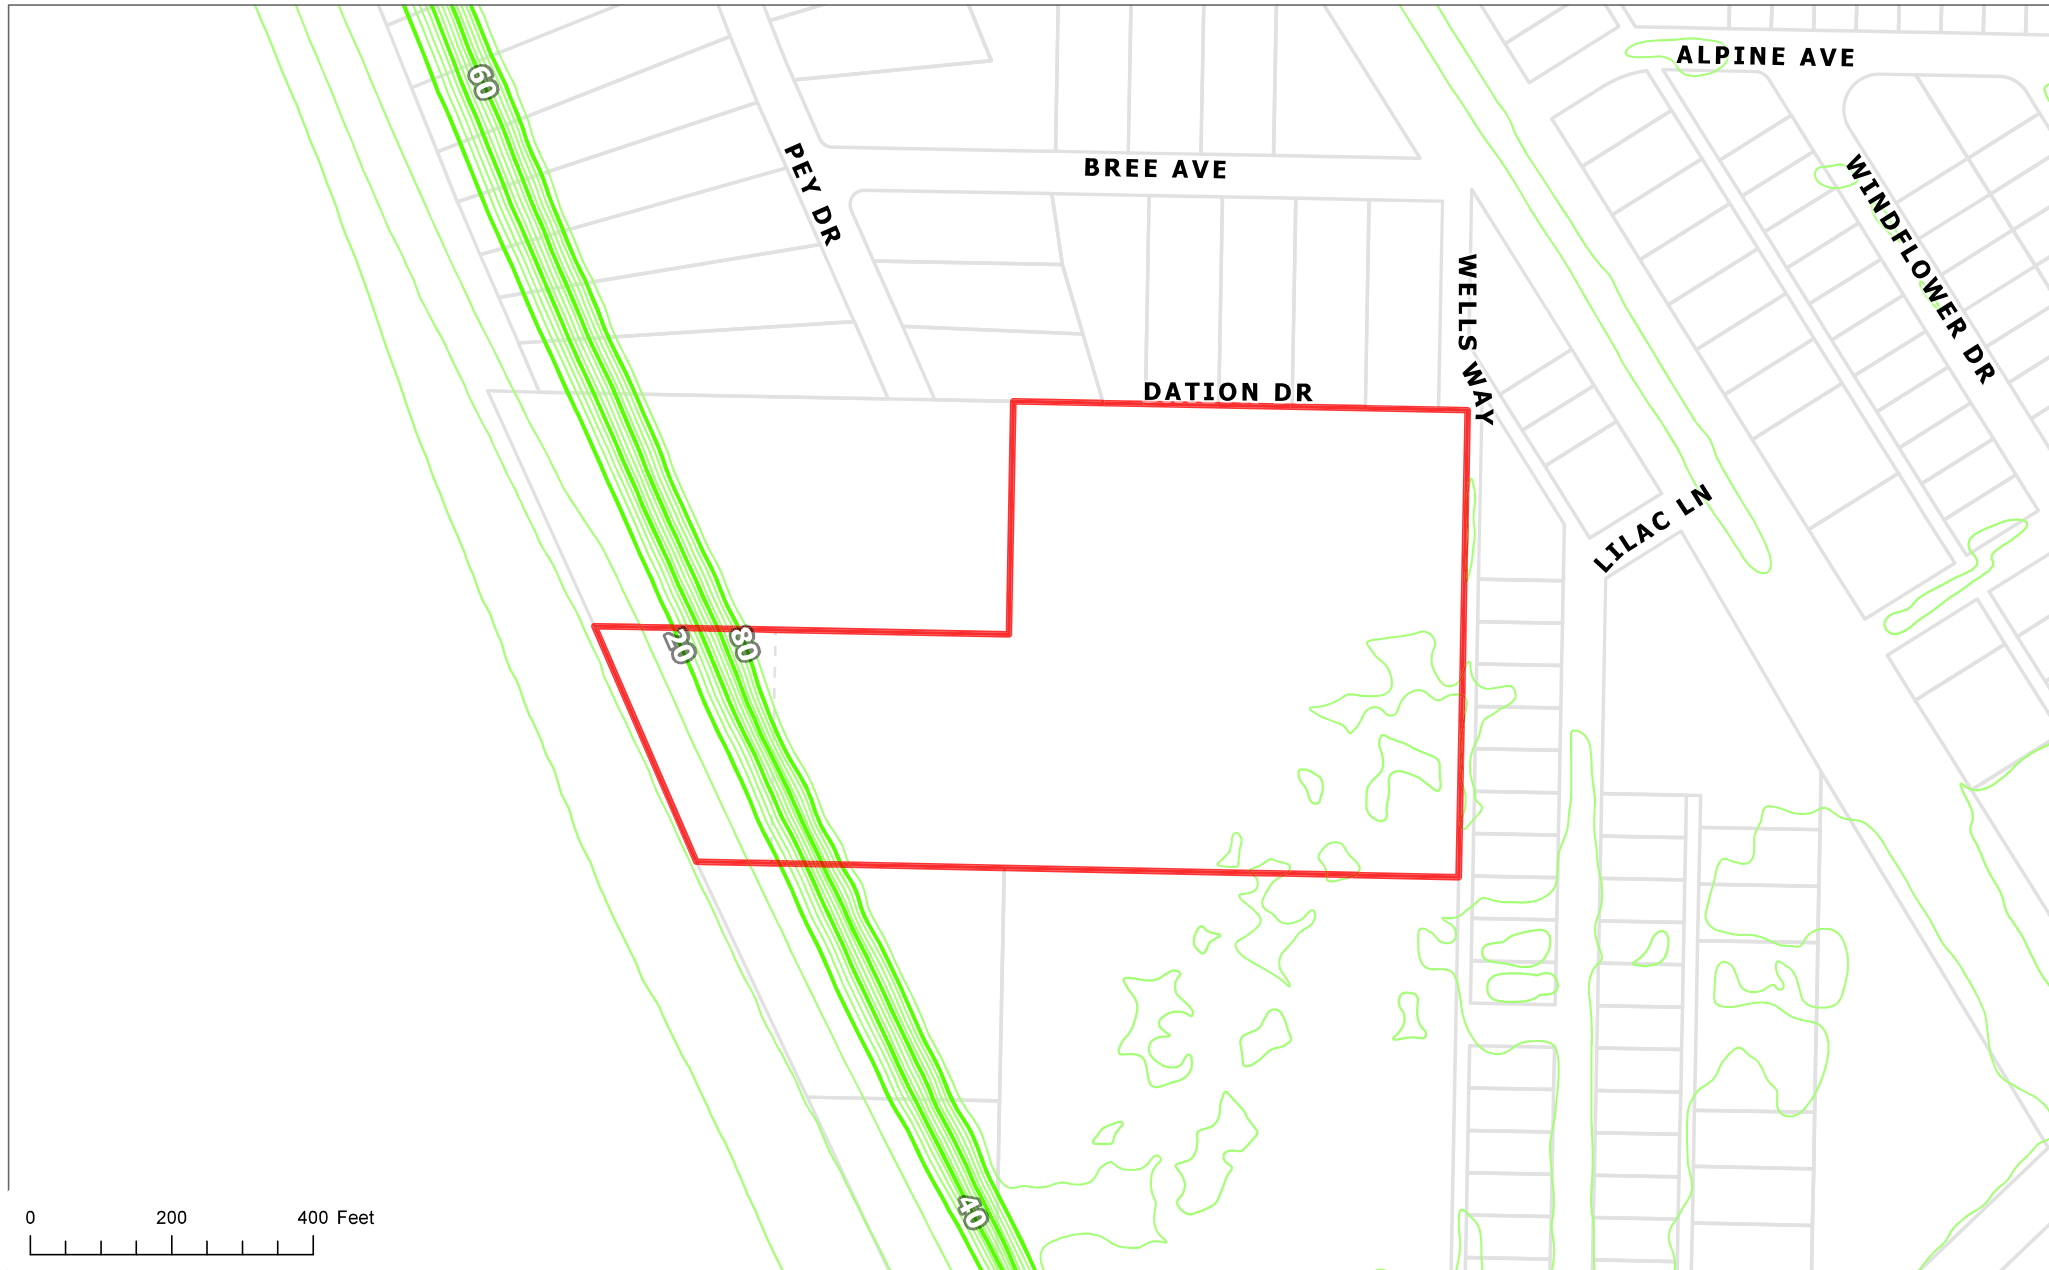 ALPINE AVE
60
PEY DR
BREE AVE
WINDFLOWER DR
WELLS WAY
DATION DR
LILAC LN
20
80
40
0 200 400 Feet